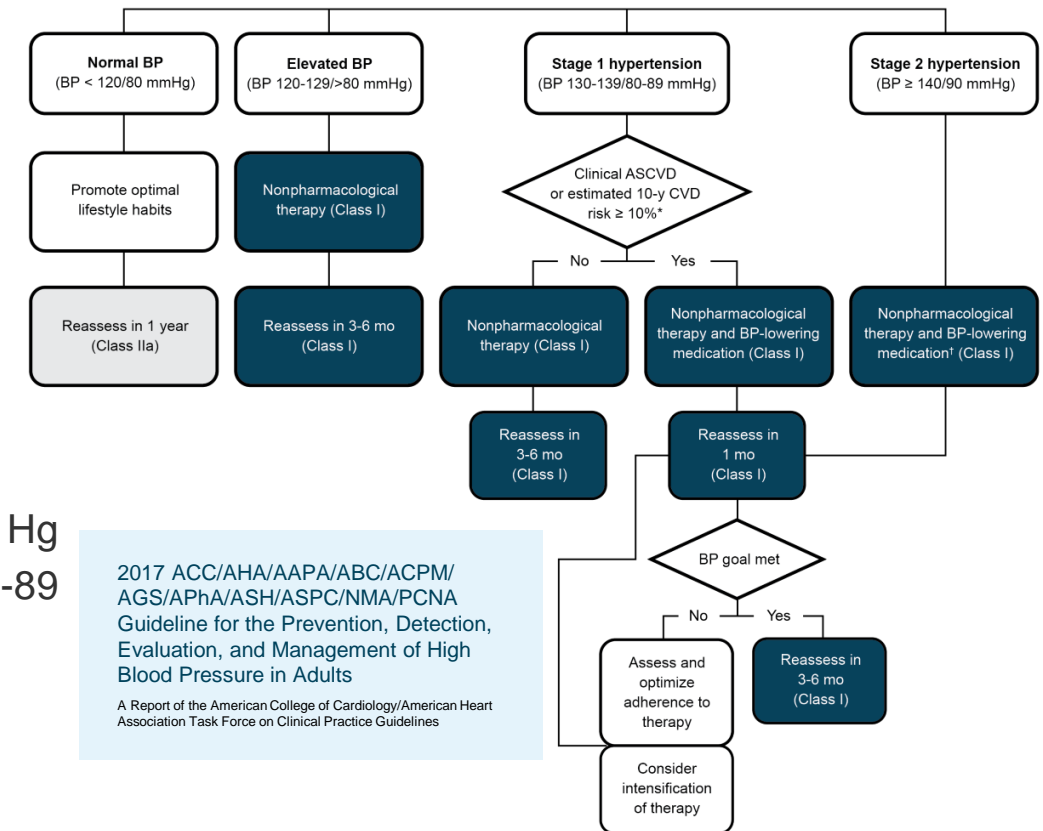 Normal BP
(BP < 120/80 mmHg)
Elevated BP
(BP 120-129/>80 mmHg)
Stage 1 hypertension
(BP 130-139/80-89 mmHg)
Stage 2 hypertension
(BP ≥ 140/90 mmHg)
Promote optimal
lifestyle habits
Nonpharmacological
therapy (Class I)
Clinical ASCVD
or estimated 10-y CVD
risk ≥ 10%*
No
Yes
Reassess in 1 year
(Class IIa)
Reassess in 3-6 mo
(Class I)
Nonpharmacological
therapy (Class I)
Nonpharmacological
therapy and BP-lowering
medication (Class I)
Nonpharmacological
therapy and BP-lowering
medication† (Class I)
Reassess in
3-6 mo
(Class I)
Reassess in
1 mo
(Class I)
Hg
-89
2017 ACC/AHA/AAPA/ABC/ACPM/
AGS/APhA/ASH/ASPC/NMA/PCNA
Guideline for the Prevention, Detection,
Evaluation, and Management of High
Blood Pressure in Adults
A Report of the American College of Cardiology/American Heart
Association Task Force on Clinical Practice Guidelines
BP goal met
No
Yes
Assess and
optimize
adherence to
therapy
Reassess in
3-6 mo
(Class I)
Consider
intensification
of therapy